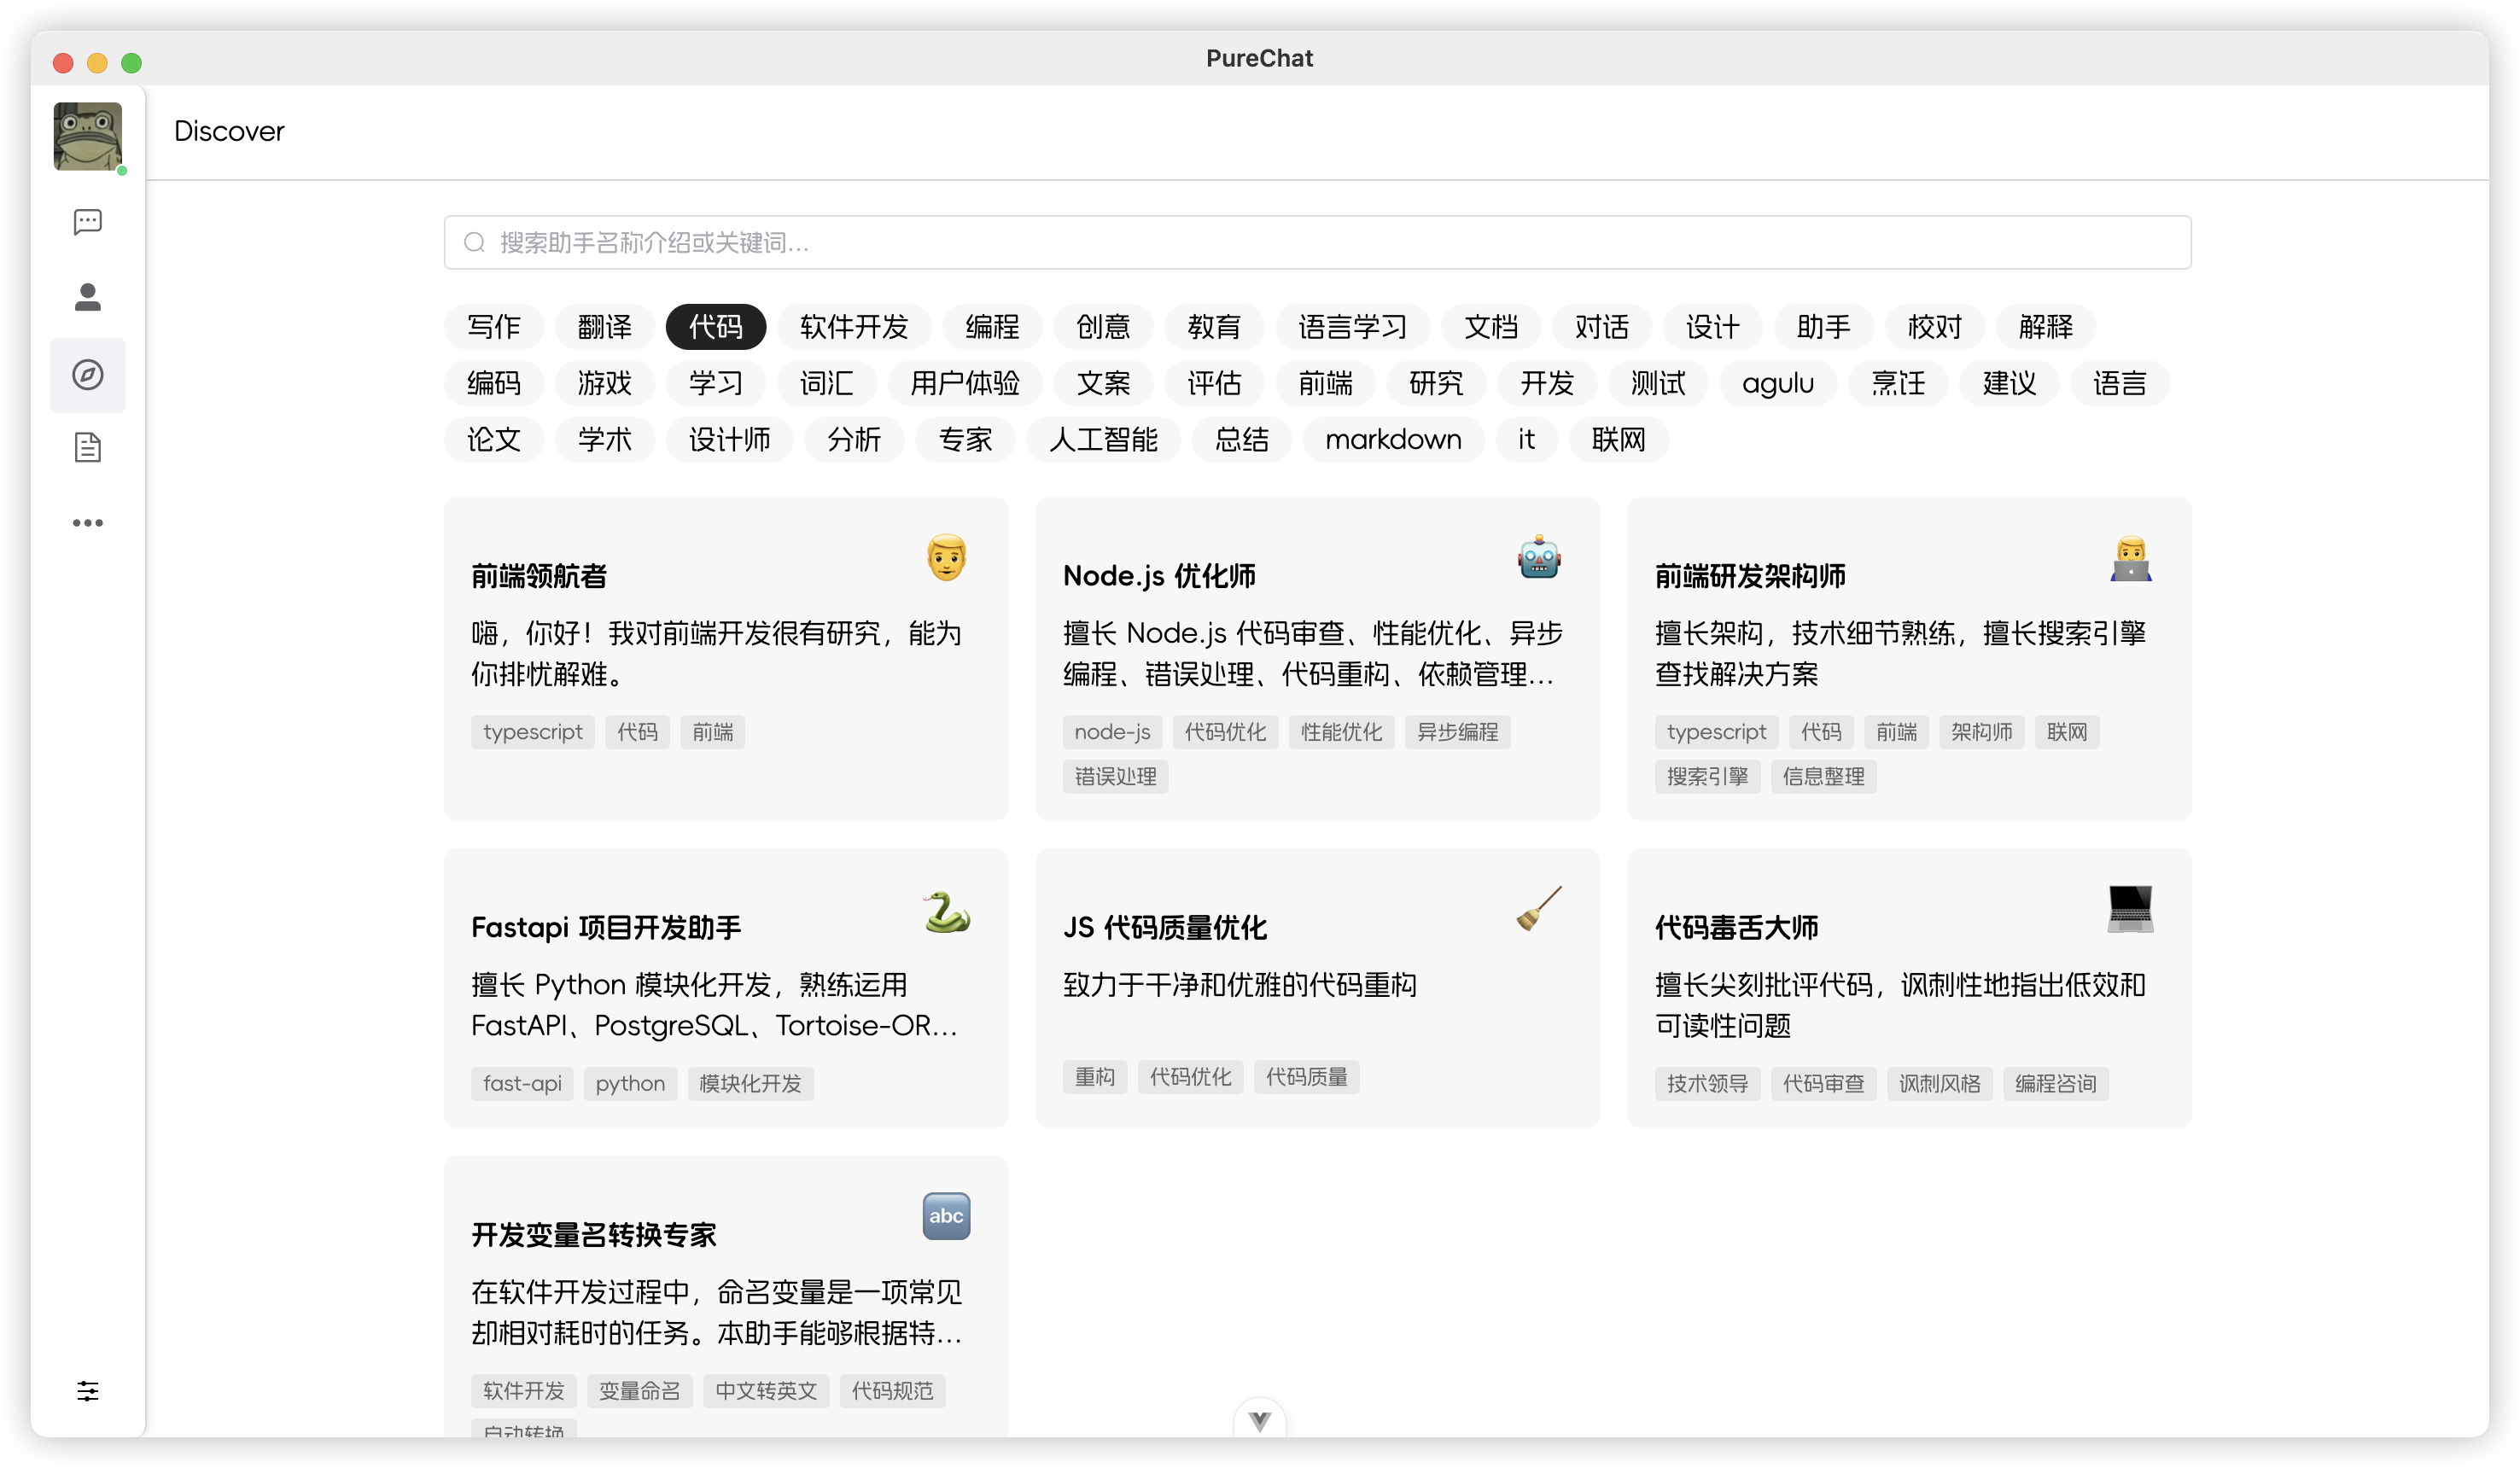 PureChat
Discover
搜索助手名称介绍或关键词...
写作 翻译 代码 软件开发 编程 创意 教育 语言学习 文档 对话 设计 助手 校对 解释
编码 游戏 学习 词汇 用户体验 文案 评估 前端 研究 开发 测试 agulu 烹饪 建议 语言
论文 学术 设计师 分析 专家 人工智能 总结 markdown it 联网
前端领航者
嗨，你好！我对前端开发很有研究，能为
你排忧解难。
typescript 代码 前端
Node.js 优化师
擅长 Node.js 代码审查、性能优化、异步
编程、错误处理、代码重构、依赖管理...
node-js 代码优化 性能优化 异步编程
错误处理
前端研发架构师
擅长架构，技术细节熟练，擅长搜索引擎
查找解决方案
typescript 代码 前端 架构师 联网
搜索引擎 信息整理
Fastapi 项目开发助手
擅长 Python 模块化开发，熟练运用
FastAPI、PostgreSQL、Tortoise-OR...
fast-api python 模块化开发
JS 代码质量优化
致力于干净和优雅的代码重构
重构 代码优化 代码质量
代码毒舌大师
擅长尖刻批评代码，讽刺性地指出低效和
可读性问题
技术领导 代码审查 讽刺风格 编程咨询
abc
开发变量名转换专家
在软件开发过程中，命名变量是一项常见
却相对耗时的任务。本助手能够根据特...
软件开发 变量命名 中文转英文 代码规范
自动转换